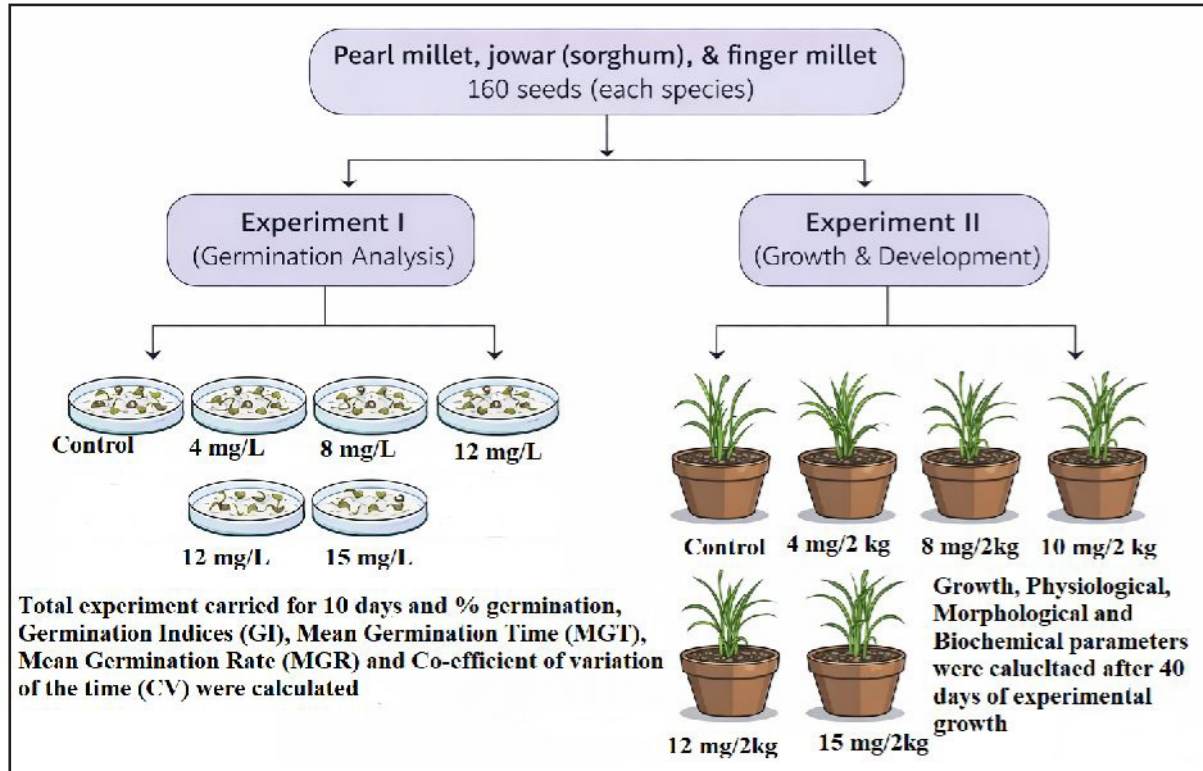 Pearl millet, jowar (sorghum), & finger millet
160 seeds (each species)
Experiment I
(Germination Analysis)
Experiment II
(Growth & Development)
Control
4 mg/L
8 mg/L
12 mg/L
12 mg/L
15 mg/L
Total experiment carried for 10 days and % germination,
Germination Indices (GI), Mean Germination Time (MGT),
Mean Germination Rate (MGR) and Co-efficient of variation
of the time (CV) were calculated
Control
4 mg/2 kg
8 mg/2kg
10 mg/2 kg
12 mg/2kg
15 mg/2kg
Growth, Physiological,
Morphological and
Biochemical parameters
were calucltaed after 40
days of experimental
growth